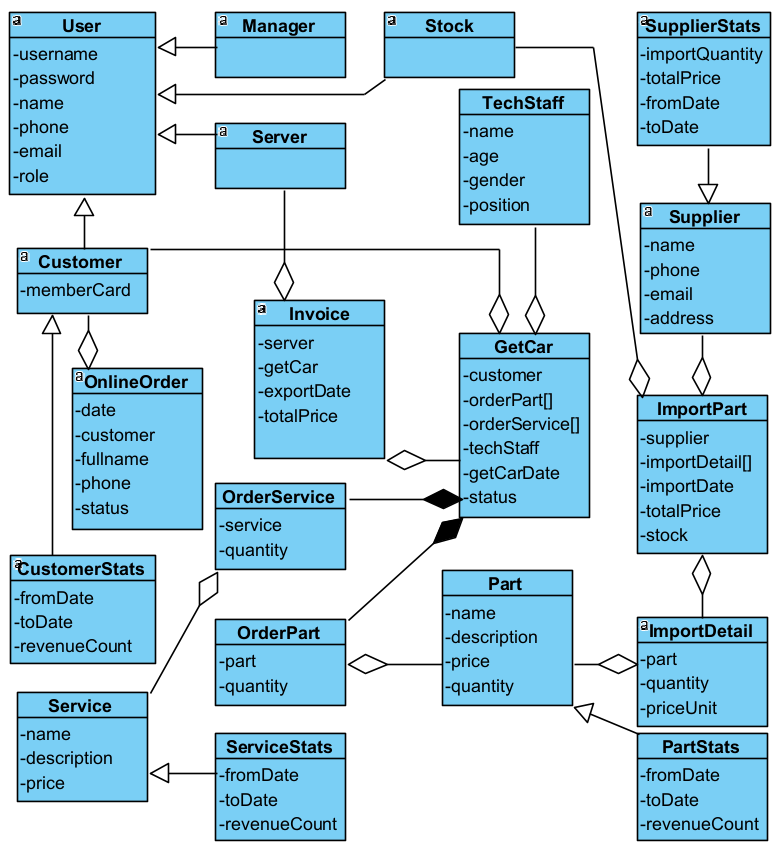 User
-username
-password
-name
-phone
-email
-role
Manager
Stock
SupplierStats
-importQuantity
-totalPrice
-fromDate
-toDate
TechStaff
-name
-age
-gender
-position
Server
Supplier
-name
-phone
-email
-address
Customer
-memberCard
Invoice
-server
-getCar
-exportDate
-totalPrice
GetCar
-customer
-orderPart[]
-orderService[]
-techStaff
-getCarDate
-status
OnlineOrder
-date
-customer
-fullname
-phone
-status
ImportPart
-supplier
-importDetail[]
-importDate
-totalPrice
-stock
OrderService
-service
-quantity
CustomerStats
-fromDate
-toDate
-revenueCount
Part
-name
-description
-price
-quantity
OrderPart
-part
-quantity
ImportDetail
-part
-quantity
-priceUnit
Service
-name
-description
-price
ServiceStats
-fromDate
-toDate
-revenueCount
PartStats
-fromDate
-toDate
-revenueCount